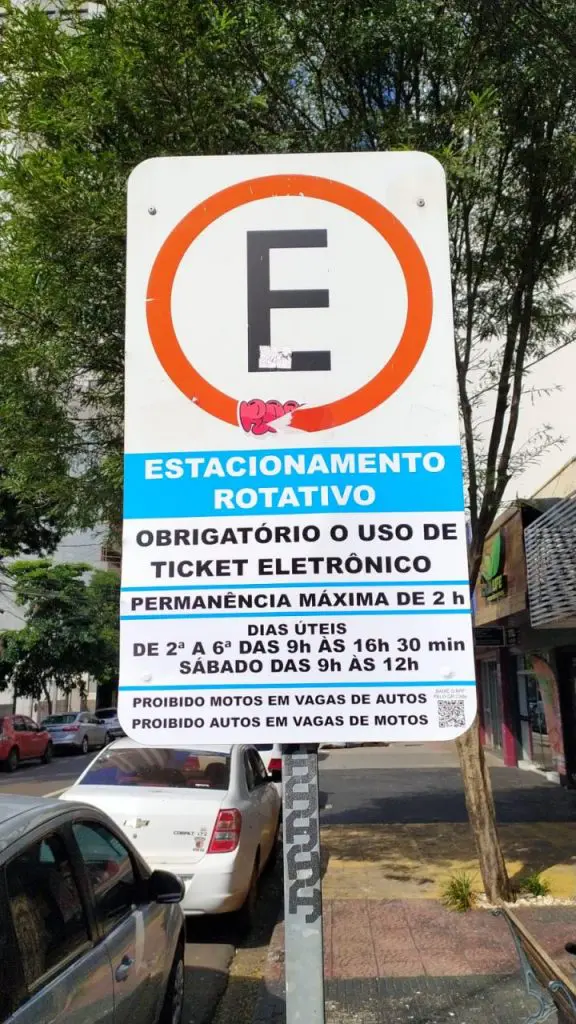 E
ESTACIONAMENTO
ROTATIVO
OBRIGATÓRIO O USO DE
TICKET ELETRÔNICO
PERMANÊNCIA MÁXIMA DE 2 h
DIAS ÚTEIS
DE 2ª A 6ª DAS 9h ÀS 16h 30 min
SÁBADO DAS 9h ÀS 12h
PROIBIDO MOTOS EM VAGAS DE AUTOS
PROIBIDO AUTOS EM VAGAS DE MOTOS
COBALT LTZ